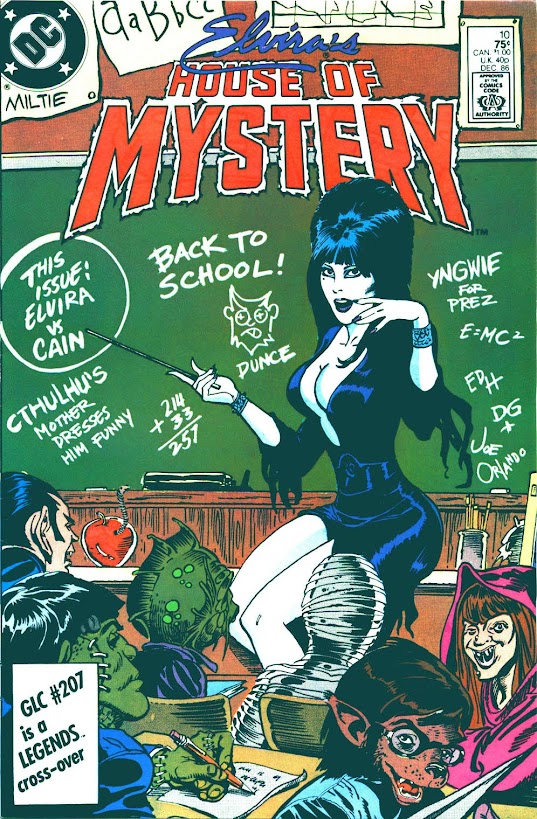 aaBbCc
DC
MILTIE
Elvira's
HOUSE OF
MYSTERY
TM
10
75¢
CAN. $1.00
U.K. 40p
DEC. 86
APPROVED
BY THE
COMICS
CODE
AUTHORITY
THIS
ISSUE:
ELVIRA
vs
CAIN
BACK TO
SCHOOL!
DUNCE
YNGWIE
FOR
PREZ
E=MC²
EDH
DG
+
JOE
ORLANDO
CTHULHU'S
MOTHER
DRESSES
HIM FUNNY
214
+ 33
257
GLC #207
is a
LEGENDS..
cross-over